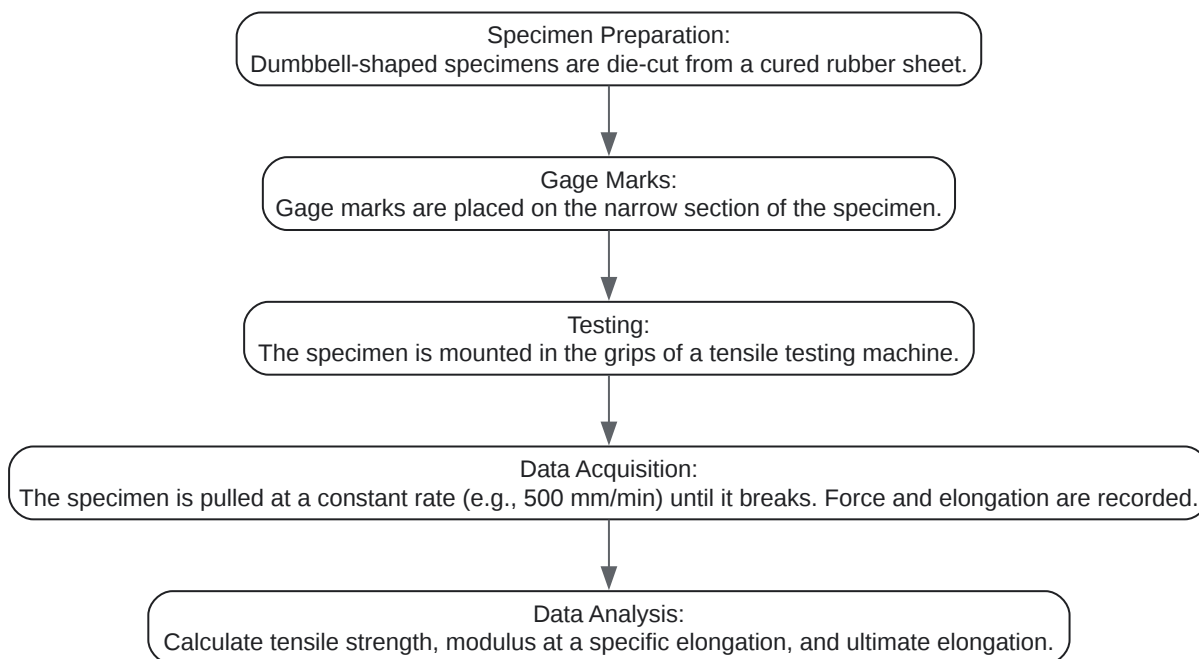 Specimen Preparation:
Dumbbell-shaped specimens are die-cut from a cured rubber sheet.
Gage Marks:
Gage marks are placed on the narrow section of the specimen.
Testing:
The specimen is mounted in the grips of a tensile testing machine.
Data Acquisition:
The specimen is pulled at a constant rate (e.g., 500 mm/min) until it breaks. Force and elongation are recorded.
Data Analysis:
Calculate tensile strength, modulus at a specific elongation, and ultimate elongation.